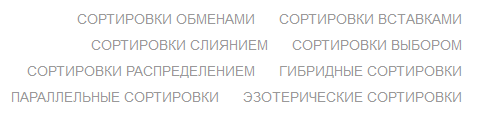 СОРТИРОВКИ ОБМЕНАМИ СОРТИРОВКИ ВСТАВКАМИ
СОРТИРОВКИ СЛИЯНИЕМ СОРТИРОВКИ ВЫБОРОМ
СОРТИРОВКИ РАСПРЕДЕЛЕНИЕМ ГИБРИДНЫЕ СОРТИРОВКИ
ПАРАЛЛЕЛЬНЫЕ СОРТИРОВКИ ЭЗОТЕРИЧЕСКИЕ СОРТИРОВКИ